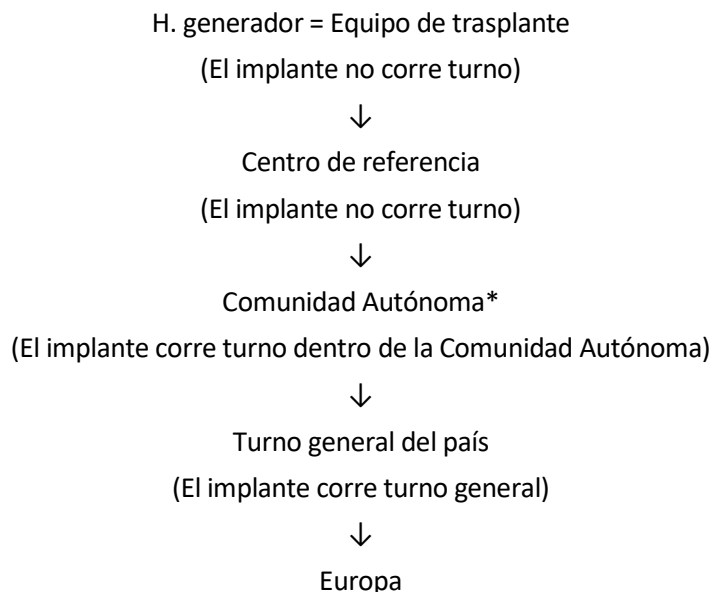 H. generador = Equipo de trasplante
(El implante no corre turno)
↓
Centro de referencia
(El implante no corre turno)
↓
Comunidad Autónoma*
(El implante corre turno dentro de la Comunidad Autónoma)
↓
Turno general del país
(El implante corre turno general)
↓
Europa